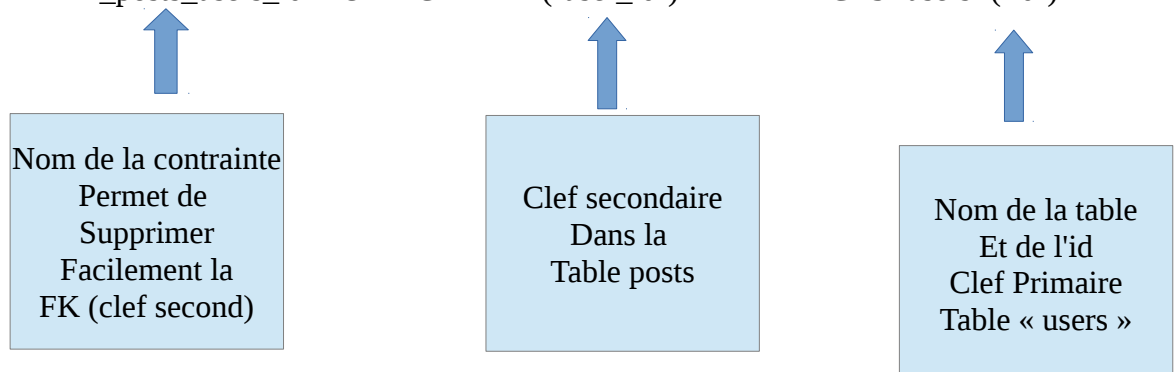 Nom de la contrainte
Permet de
Supprimer
Facilement la
FK (clef second)
Clef secondaire
Dans la
Table posts
Nom de la table
Et de l'id
Clef Primaire
Table « users »